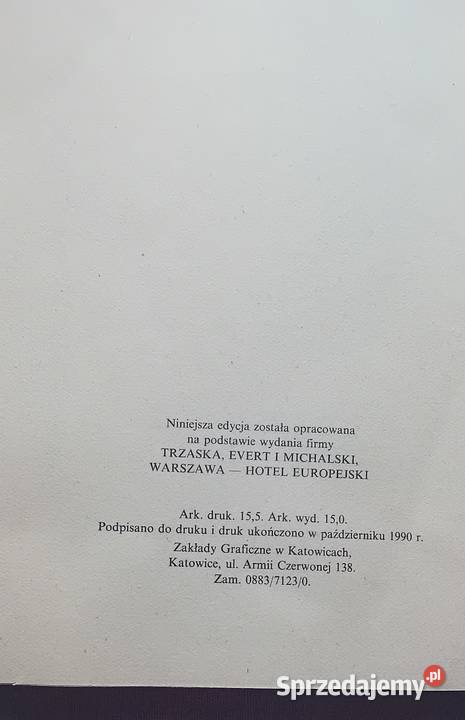 Niniejsza edycja została opracowana
na podstawie wydania firmy
TRZASKA, EVERT I MICHALSKI,
WARSZAWA — HOTEL EUROPEJSKI
Ark. druk. 15,5. Ark. wyd. 15,0.
Podpisano do druku i druk ukończono w październiku 1990 r.
Zakłady Graficzne w Katowicach,
Katowice, ul. Armii Czerwonej 138.
Zam. 0883/7123/0.
Sprzedajemy.pl